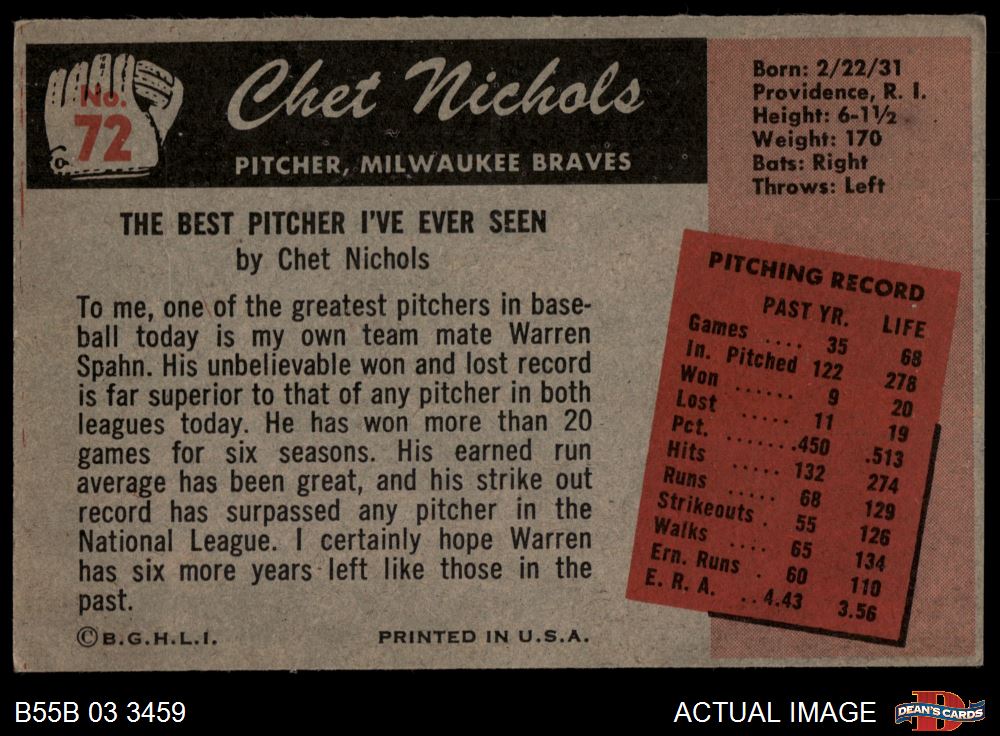 No.
72
Chet Nichols
PITCHER, MILWAUKEE BRAVES
Born: 2/22/31
Providence, R. I.
Height: 6-1½
Weight: 170
Bats: Right
Throws: Left
THE BEST PITCHER I'VE EVER SEEN
by Chet Nichols
To me, one of the greatest pitchers in base-
ball today is my own team mate Warren
Spahn. His unbelievable won and lost record
is far superior to that of any pitcher in both
leagues today. He has won more than 20
games for six seasons. His earned run
average has been great, and his strike out
record has surpassed any pitcher in the
National League. I certainly hope Warren
has six more years left like those in the
past.
©B.G.H.L.I. PRINTED IN U.S.A.
PITCHING RECORD
PAST YR. LIFE
Games .... 35 68
In. Pitched 122 278
Won ...... 9 20
Lost ..... 11 19
Pct. ....... .450 .513
Hits ..... 132 274
Runs ..... 68 129
Strikeouts . 55 126
Walks .... 65 134
Ern. Runs . 60 110
E. R. A. .. 4.43 3.56
B55B 03 3459
ACTUAL IMAGE
DEAN'S CARDS